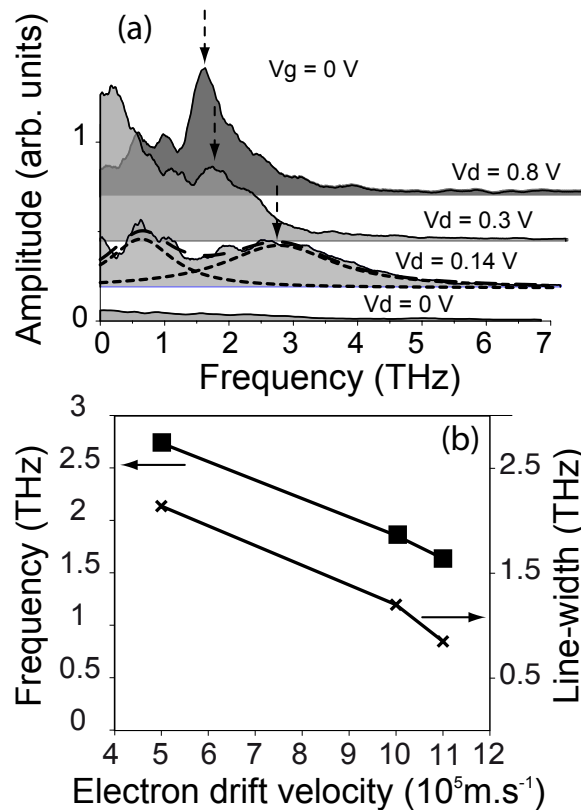 (a)
Vg = 0 V
Amplitude (arb. units)
1
0
Vd = 0.8 V
Vd = 0.3 V
Vd = 0.14 V
Vd = 0 V
0 1 2 3 4 5 6 7
Frequency (THz)
(b)
Frequency (THz)
3
2.5
2
1.5
1
0.5
0
Line-width (THz)
2.5
1.5
0.5
4 5 6 7 8 9 10 11 12
Electron drift velocity (10⁵m.s⁻¹)